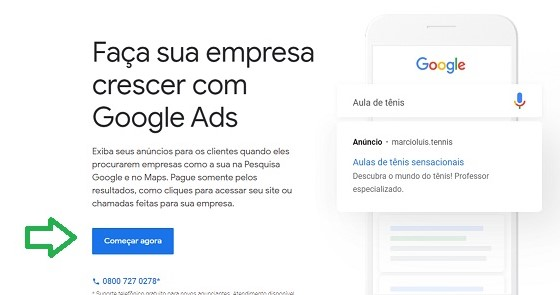 Faça sua empresa
crescer com
Google Ads
Exiba seus anúncios para os clientes quando eles
procurarem empresas como a sua na Pesquisa
Google e no Maps. Pague somente pelos
resultados, como cliques para acessar seu site ou
chamadas feitas para sua empresa.
Começar agora
0800 727 0278*
* Suporte telefônico gratuito para novos anunciantes. Atendimento disponível
Google
Aula de tênis
Anúncio • marcioluis.tennis
Aulas de tênis sensacionais
Descubra o mundo do tênis! Professor
especializado.